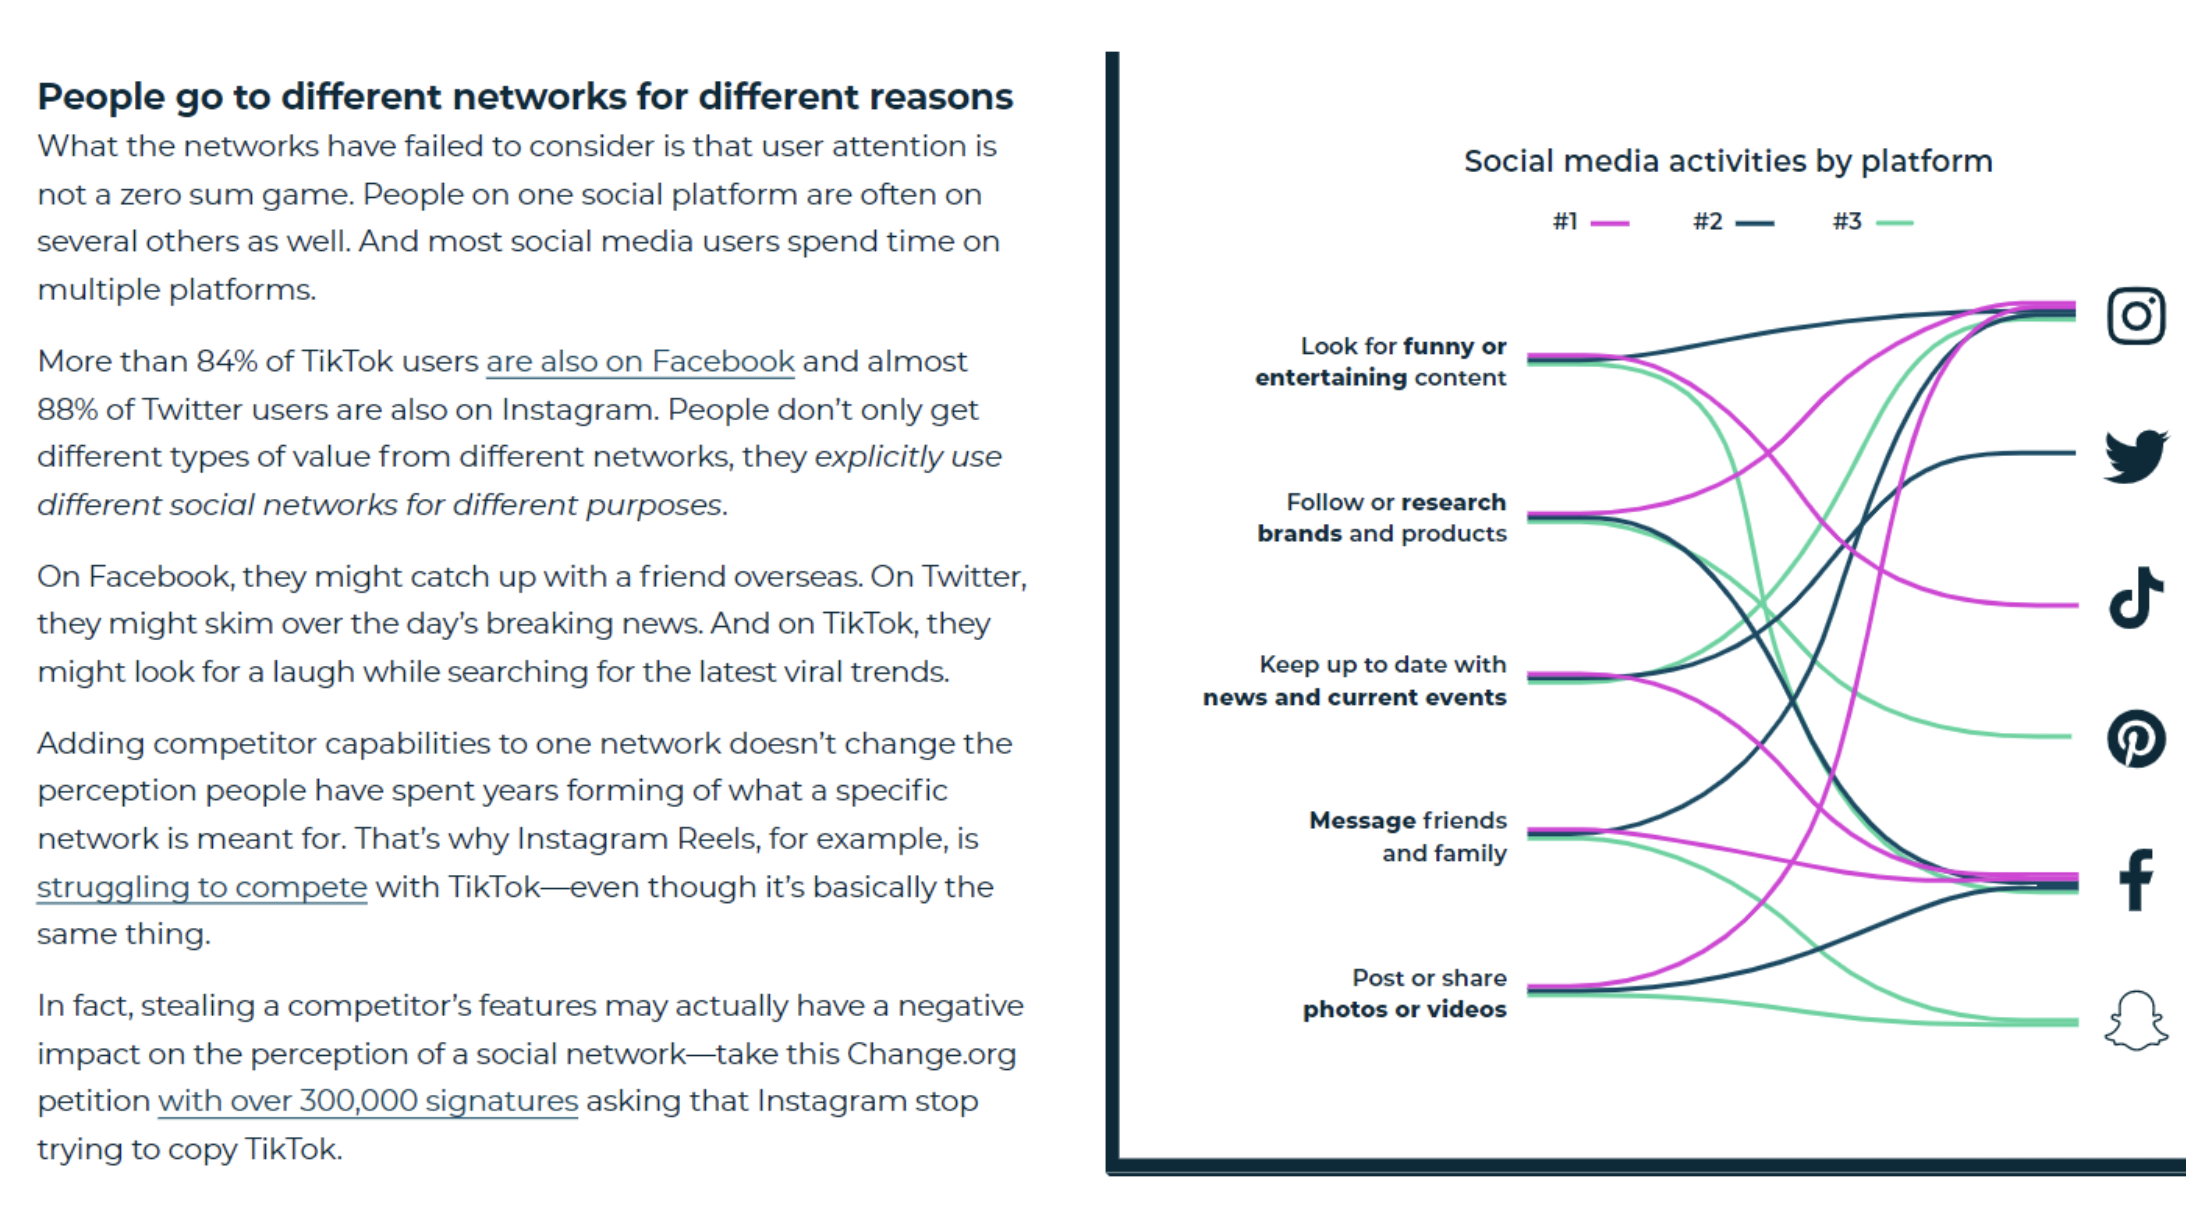 People go to different networks for different reasons
What the networks have failed to consider is that user attention is
not a zero sum game. People on one social platform are often on
several others as well. And most social media users spend time on
multiple platforms.
More than 84% of TikTok users are also on Facebook and almost
88% of Twitter users are also on Instagram. People don’t only get
different types of value from different networks, they explicitly use
different social networks for different purposes.
On Facebook, they might catch up with a friend overseas. On Twitter,
they might skim over the day’s breaking news. And on TikTok, they
might look for a laugh while searching for the latest viral trends.
Adding competitor capabilities to one network doesn’t change the
perception people have spent years forming of what a specific
network is meant for. That’s why Instagram Reels, for example, is
struggling to compete with TikTok—even though it’s basically the
same thing.
In fact, stealing a competitor’s features may actually have a negative
impact on the perception of a social network—take this Change.org
petition with over 300,000 signatures asking that Instagram stop
trying to copy TikTok.
Social media activities by platform
#1 #2 #3
Look for funny or
entertaining content
Follow or research
brands and products
Keep up to date with
news and current events
Message friends
and family
Post or share
photos or videos